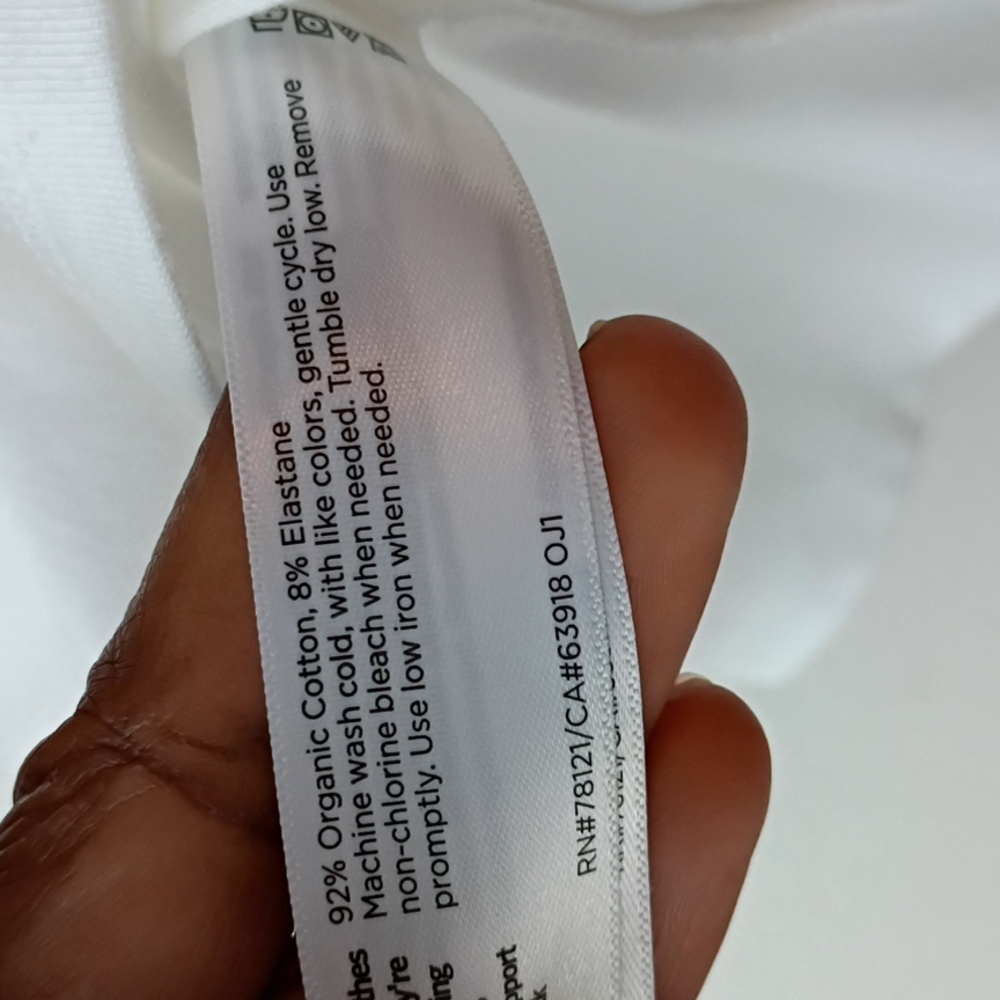 92% Organic Cotton, 8% Elastane
Machine wash cold, with like colors, gentle cycle. Use
non-chlorine bleach when needed. Tumble dry low. Remove
promptly. Use low iron when needed.
RN#78121/CA#63918 OJ1